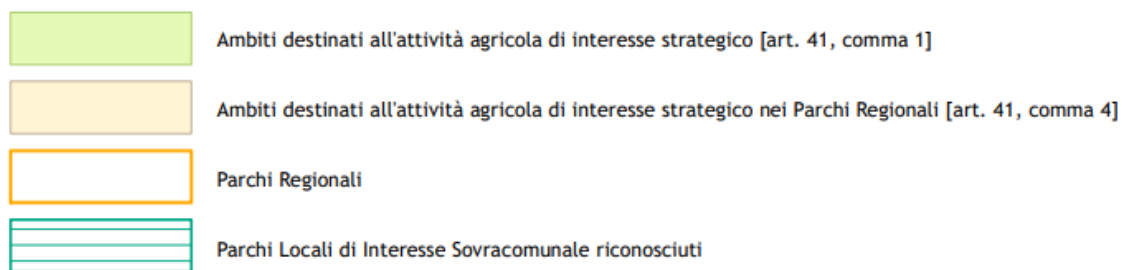 Ambiti destinati all'attività agricola di interesse strategico [art. 41, comma 1]
Ambiti destinati all'attività agricola di interesse strategico nei Parchi Regionali [art. 41, comma 4]
Parchi Regionali
Parchi Locali di Interesse Sovracomunale riconosciuti